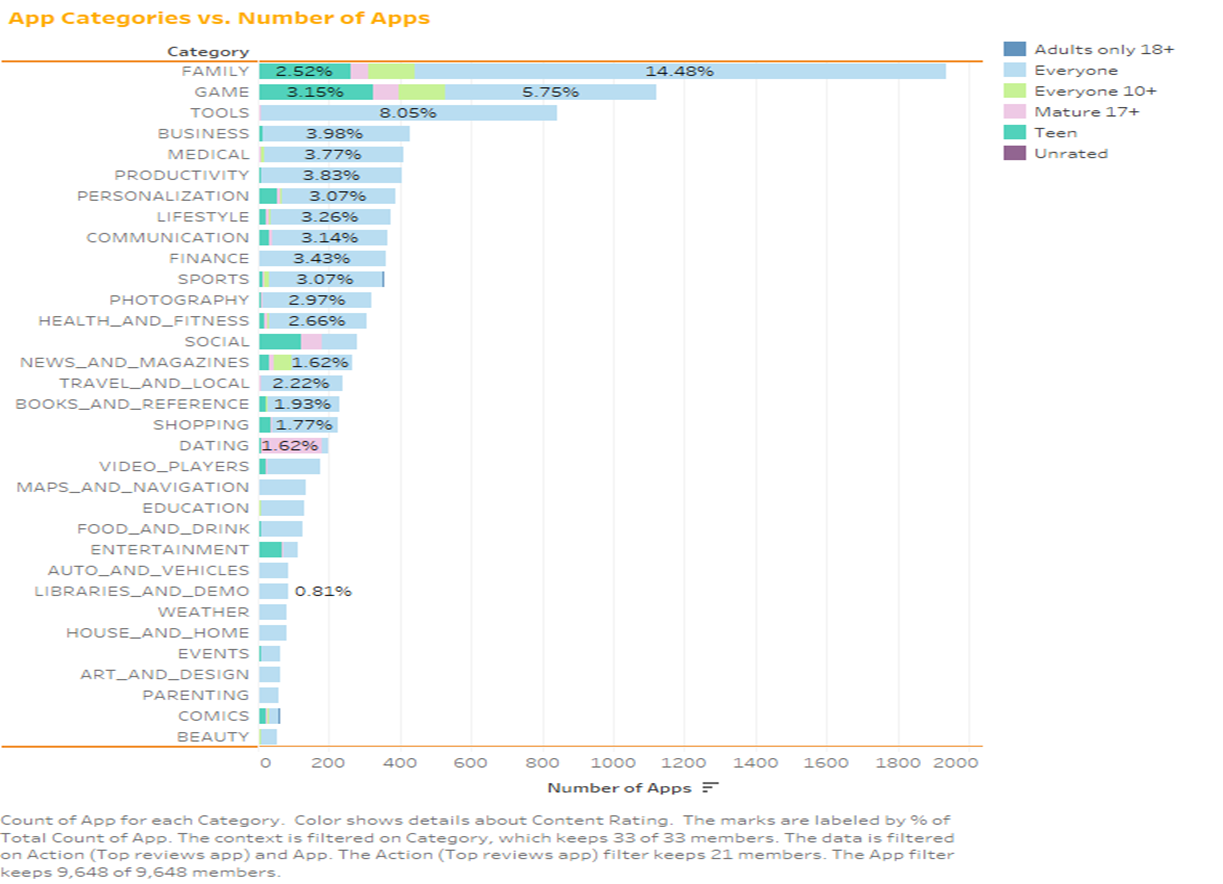 App Categories vs. Number of Apps
Category
Adults only 18+
Everyone
Everyone 10+
Mature 17+
Teen
Unrated
FAMILY 2.52% 14.48%
GAME 3.15% 5.75%
TOOLS 8.05%
BUSINESS 3.98%
MEDICAL 3.77%
PRODUCTIVITY 3.83%
PERSONALIZATION 3.07%
LIFESTYLE 3.26%
COMMUNICATION 3.14%
FINANCE 3.43%
SPORTS 3.07%
PHOTOGRAPHY 2.97%
HEALTH_AND_FITNESS 2.66%
SOCIAL
NEWS_AND_MAGAZINES 1.62%
TRAVEL_AND_LOCAL 2.22%
BOOKS_AND_REFERENCE 1.93%
SHOPPING 1.77%
DATING 1.62%
VIDEO_PLAYERS
MAPS_AND_NAVIGATION
EDUCATION
FOOD_AND_DRINK
ENTERTAINMENT
AUTO_AND_VEHICLES
LIBRARIES_AND_DEMO 0.81%
WEATHER
HOUSE_AND_HOME
EVENTS
ART_AND_DESIGN
PARENTING
COMICS
BEAUTY
0 200 400 600 800 1000 1200 1400 1600 1800 2000
Number of Apps
Count of App for each Category. Color shows details about Content Rating. The marks are labeled by % of
Total Count of App. The context is filtered on Category, which keeps 33 of 33 members. The data is filtered
on Action (Top reviews app) and App. The Action (Top reviews app) filter keeps 21 members. The App filter
keeps 9,648 of 9,648 members.